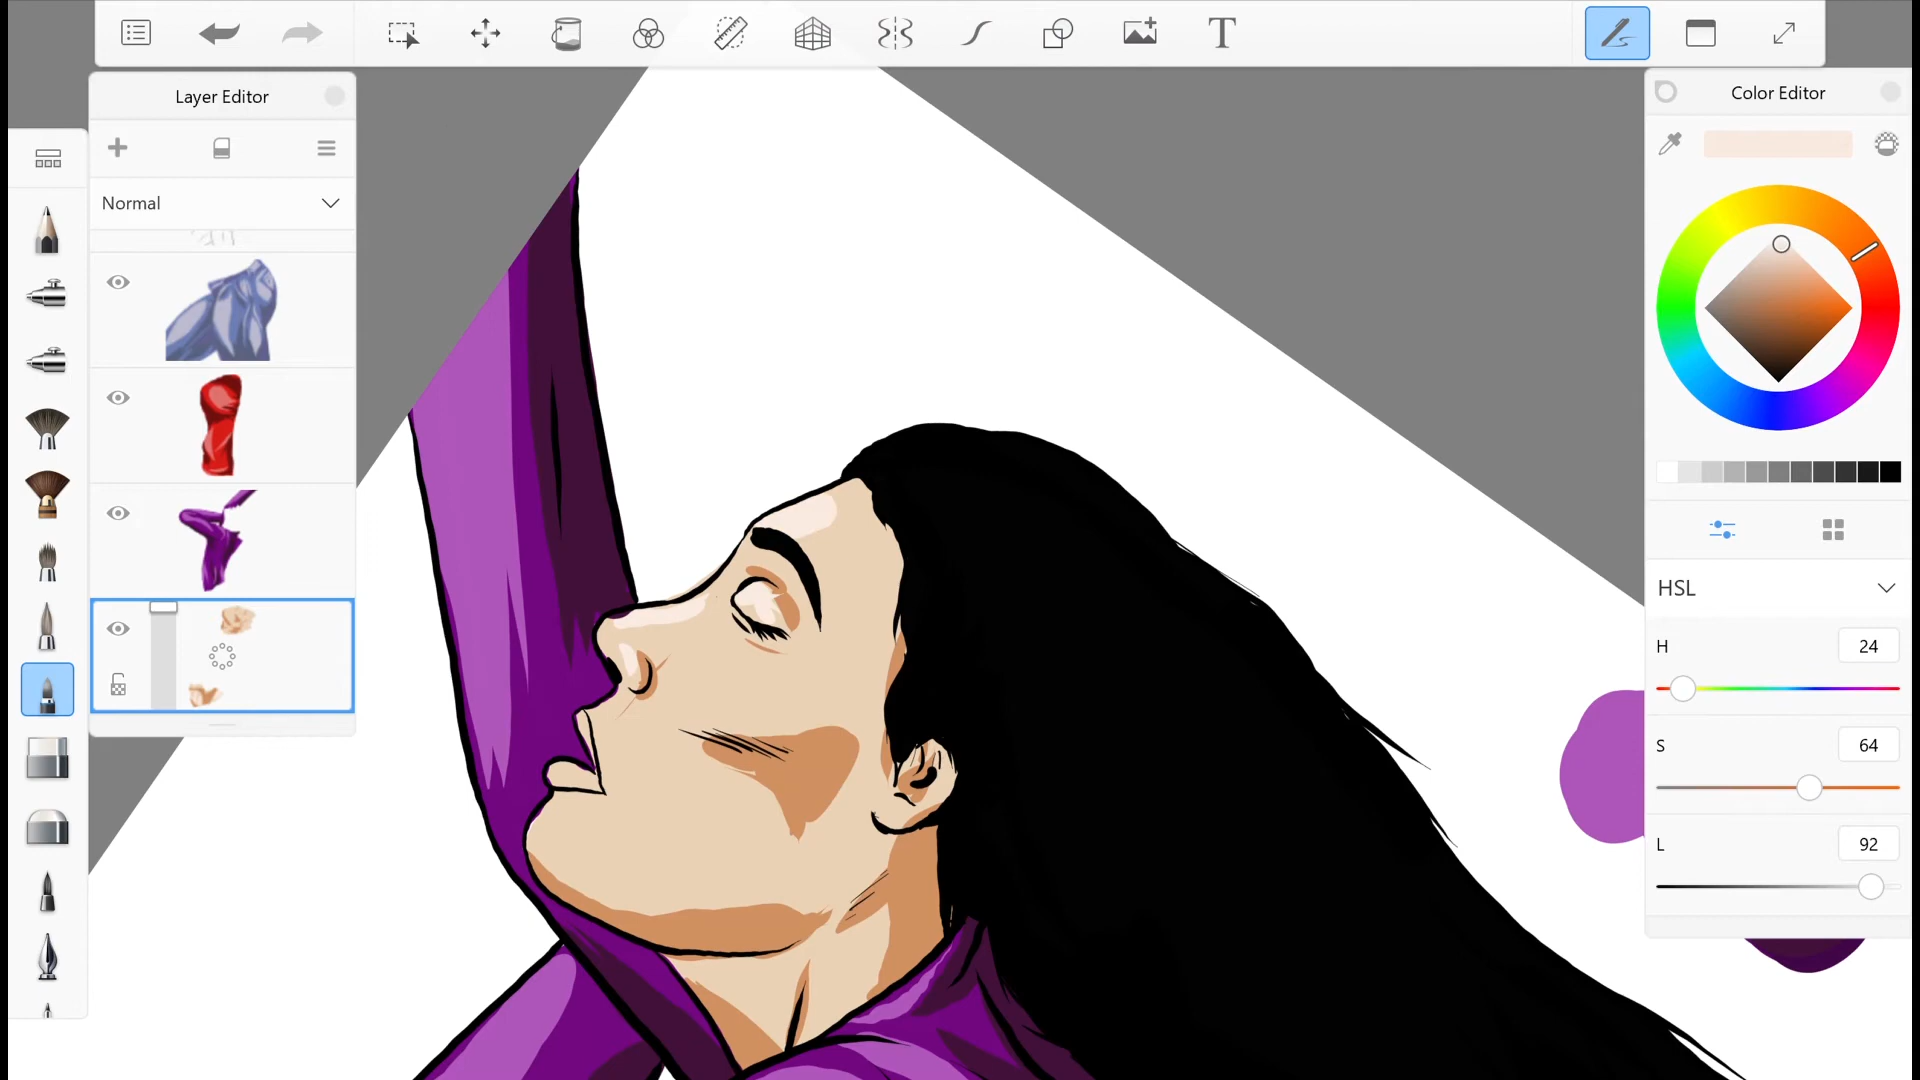 T
Layer Editor
Color Editor
Normal
HSL
H 24
S 64
L 92